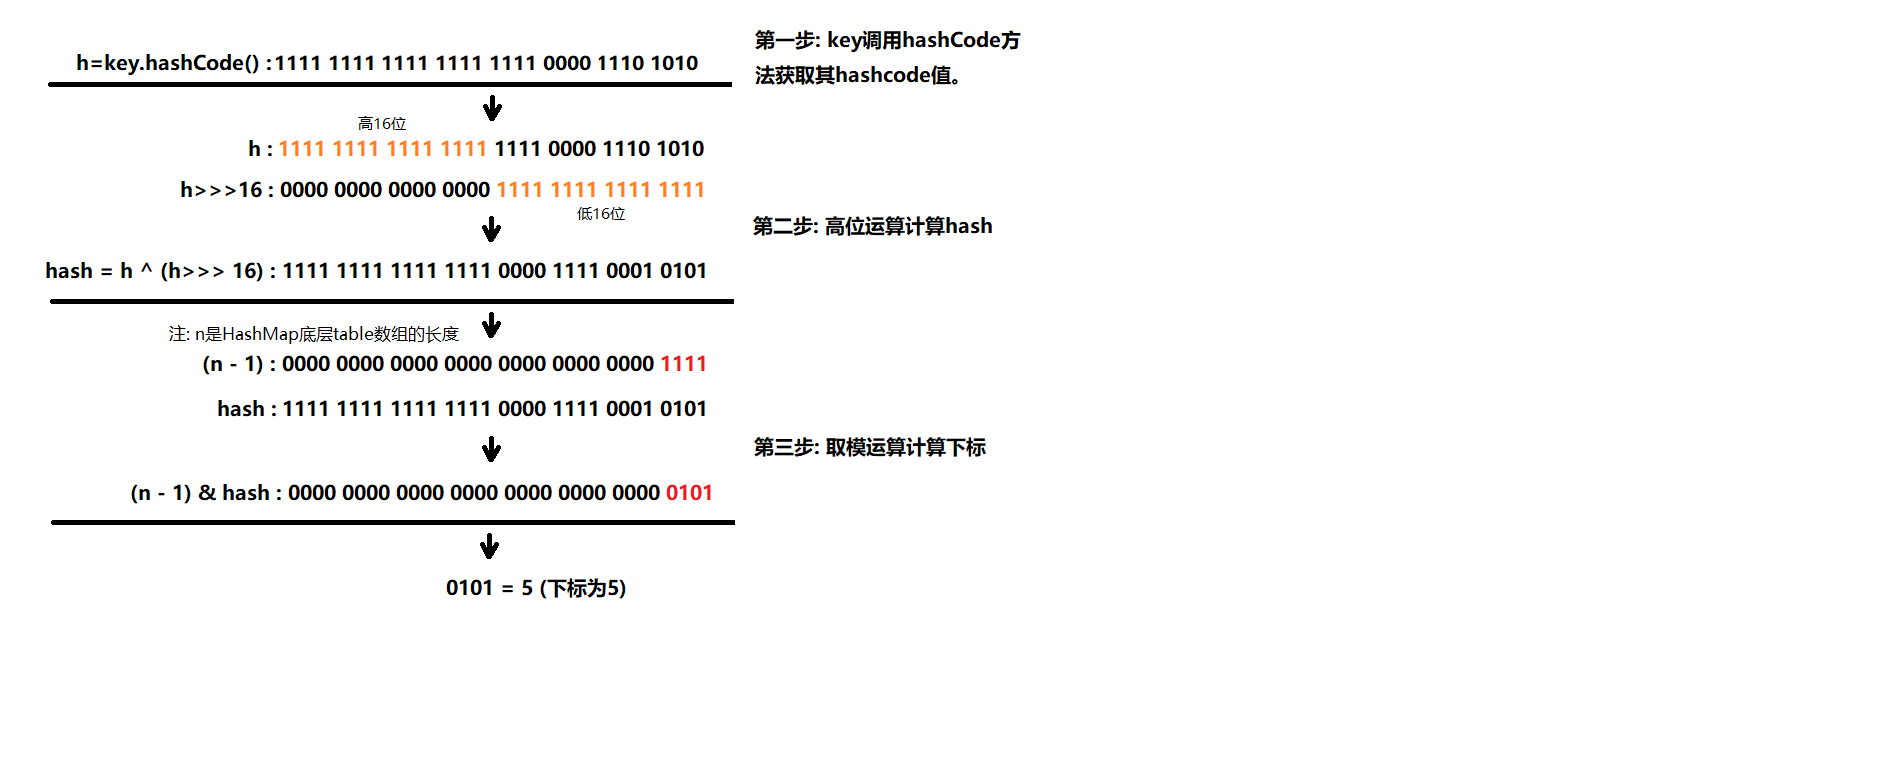 h=key.hashCode() :1111 1111 1111 1111 1111 0000 1110 1010
第一步: key调用hashCode方
法获取其hashcode值。
高16位
h : 1111 1111 1111 1111 1111 0000 1110 1010
h>>>16 : 0000 0000 0000 0000 1111 1111 1111 1111
低16位
第二步: 高位运算计算hash
hash = h ^ (h>>> 16) : 1111 1111 1111 1111 0000 1111 0001 0101
注: n是HashMap底层table数组的长度
(n - 1) : 0000 0000 0000 0000 0000 0000 0000 1111
hash : 1111 1111 1111 1111 0000 1111 0001 0101
第三步: 取模运算计算下标
(n - 1) & hash : 0000 0000 0000 0000 0000 0000 0000 0101
0101 = 5 (下标为5)